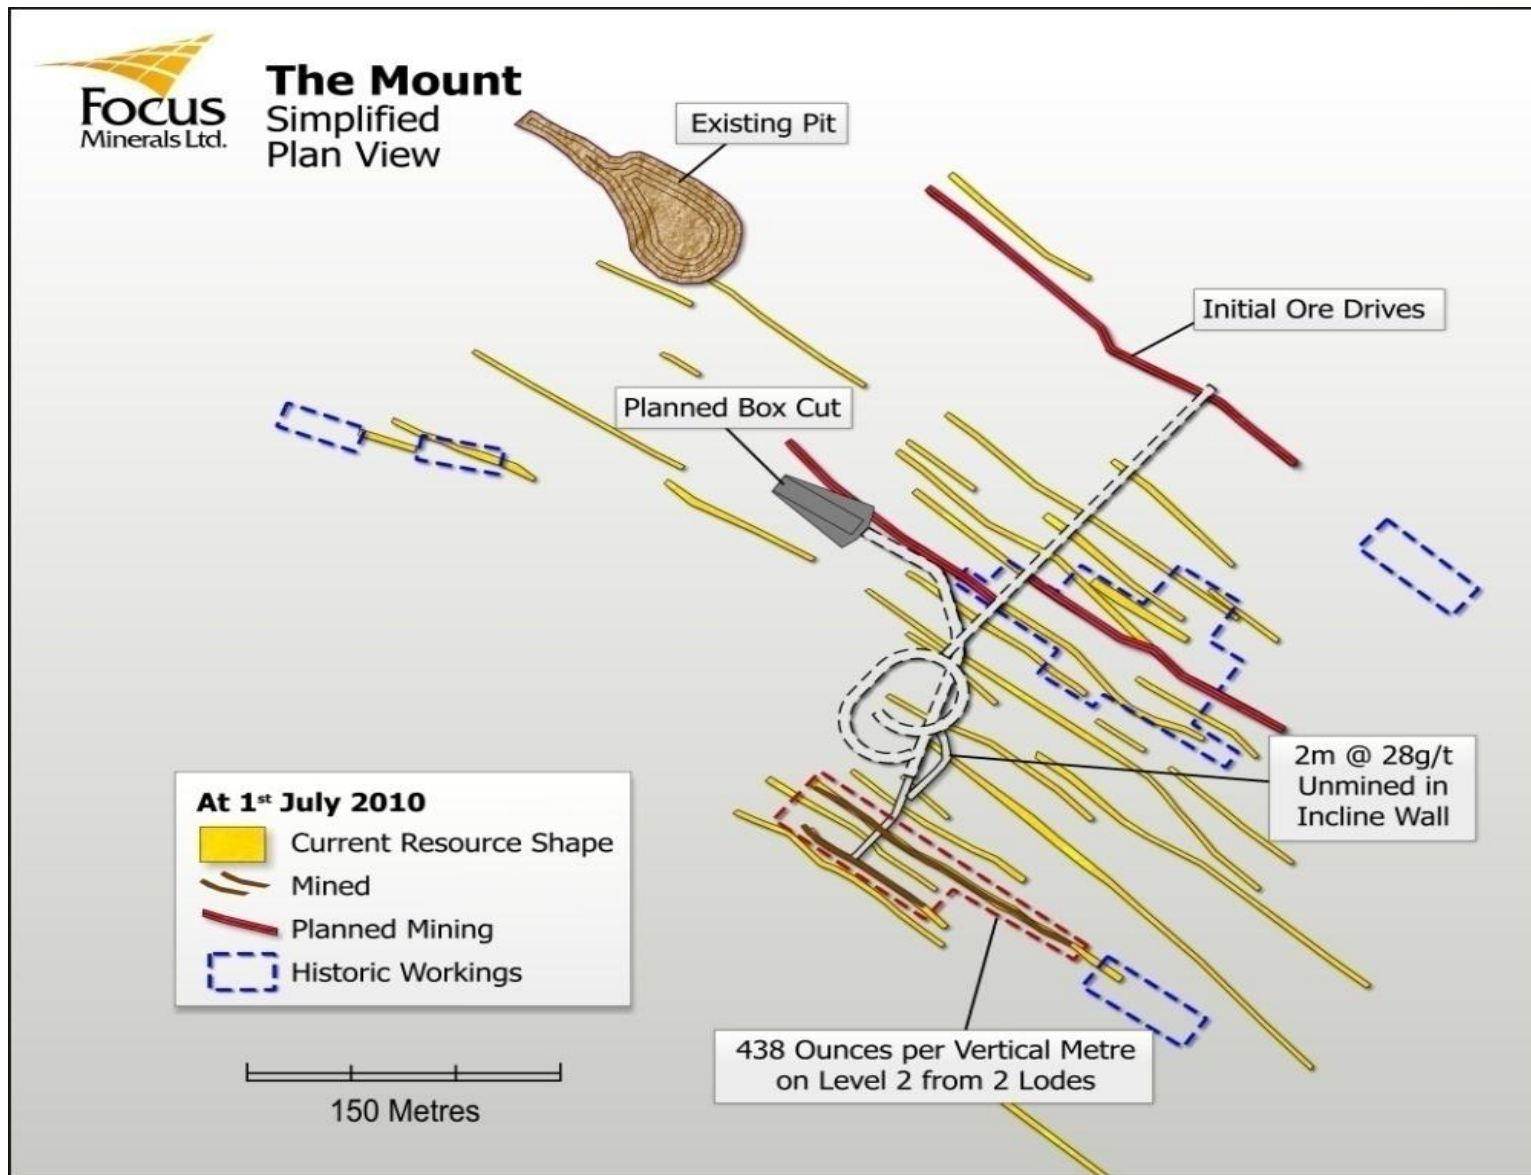 Focus
Minerals Ltd.
The Mount
Simplified
Plan View
Existing Pit
Initial Ore Drives
Planned Box Cut
2m @ 28g/t
Unmined in
Incline Wall
At 1st July 2010
Current Resource Shape
Mined
Planned Mining
Historic Workings
438 Ounces per Vertical Metre
on Level 2 from 2 Lodes
150 Metres